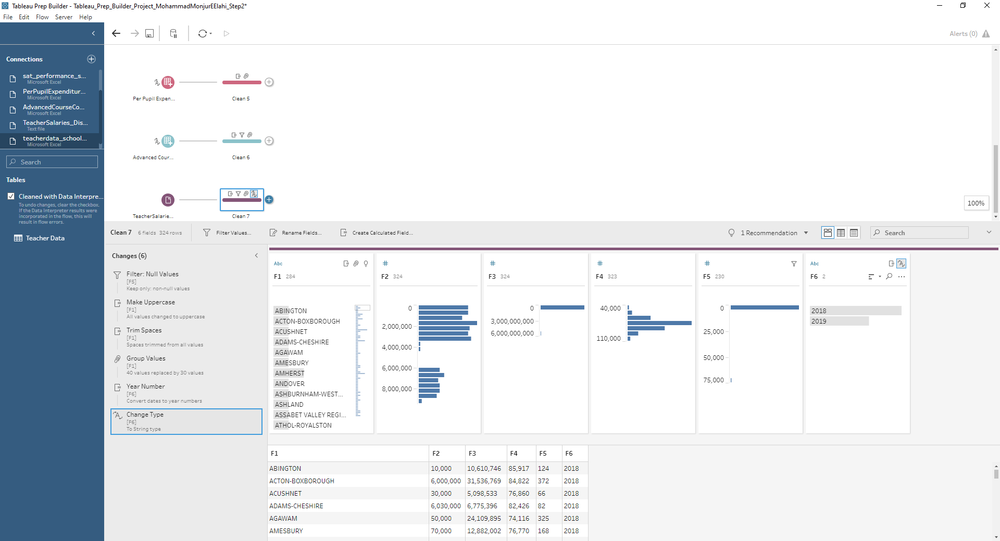 Tableau Prep Builder - Tableau_Prep_Builder_Project_MohammadMonjurEElahi_Step2*
File Edit Flow Server Help
Alerts (0)
Connections
sat_performance_s...
Microsoft Excel
PerPupilExpenditur...
Microsoft Excel
AdvancedCourseCo...
Microsoft Excel
TeacherSalaries_Dis...
Text file
teacherdata_school...
Microsoft Excel
Search
Tables
Cleaned with Data Interpre...
To undo changes, clear the checkbox.
If the Data Interpreter results were
incorporated in the flow, this will
result in flow errors.
Teacher Data
Per Pupil Expen...
Clean 5
Advanced Cour...
Clean 6
TeacherSalarie...
Clean 7
100%
Clean 7 6 fields 324 rows
Filter Values...
Rename Fields...
Create Calculated Field...
1 Recommendation
Search
Changes (6)
Filter: Null Values
[F5]
Keep only: non-null values
Make Uppercase
[F1]
All values changed to uppercase
Trim Spaces
[F1]
Spaces trimmed from all values
Group Values
[F1]
40 values replaced by 30 values
Year Number
[F6]
Convert dates to year numbers
Change Type
[F6]
To String type
Abc
F1 284
ABINGTON
ACTON-BOXBOROUGH
ACUSHNET
ADAMS-CHESHIRE
AGAWAM
AMESBURY
AMHERST
ANDOVER
ASHBURNHAM-WEST...
ASHLAND
ASSABET VALLEY REGI...
ATHOL-ROYALSTON
#
F2 324
0
2,000,000
4,000,000
6,000,000
8,000,000
#
F3 324
0
3,000,000,000
6,000,000,000
#
F4 323
40,000
110,000
#
F5 230
0
25,000
50,000
75,000
Abc
F6 2
2018
2019
F1 F2 F3 F4 F5 F6
ABINGTON 10,000 10,610,746 85,917 124 2018
ACTON-BOXBOROUGH 6,000,000 31,536,769 84,822 372 2018
ACUSHNET 30,000 5,098,533 76,860 66 2018
ADAMS-CHESHIRE 6,030,000 6,775,396 82,426 82 2018
AGAWAM 50,000 24,109,895 74,116 325 2018
AMESBURY 70,000 12,882,002 76,770 168 2018